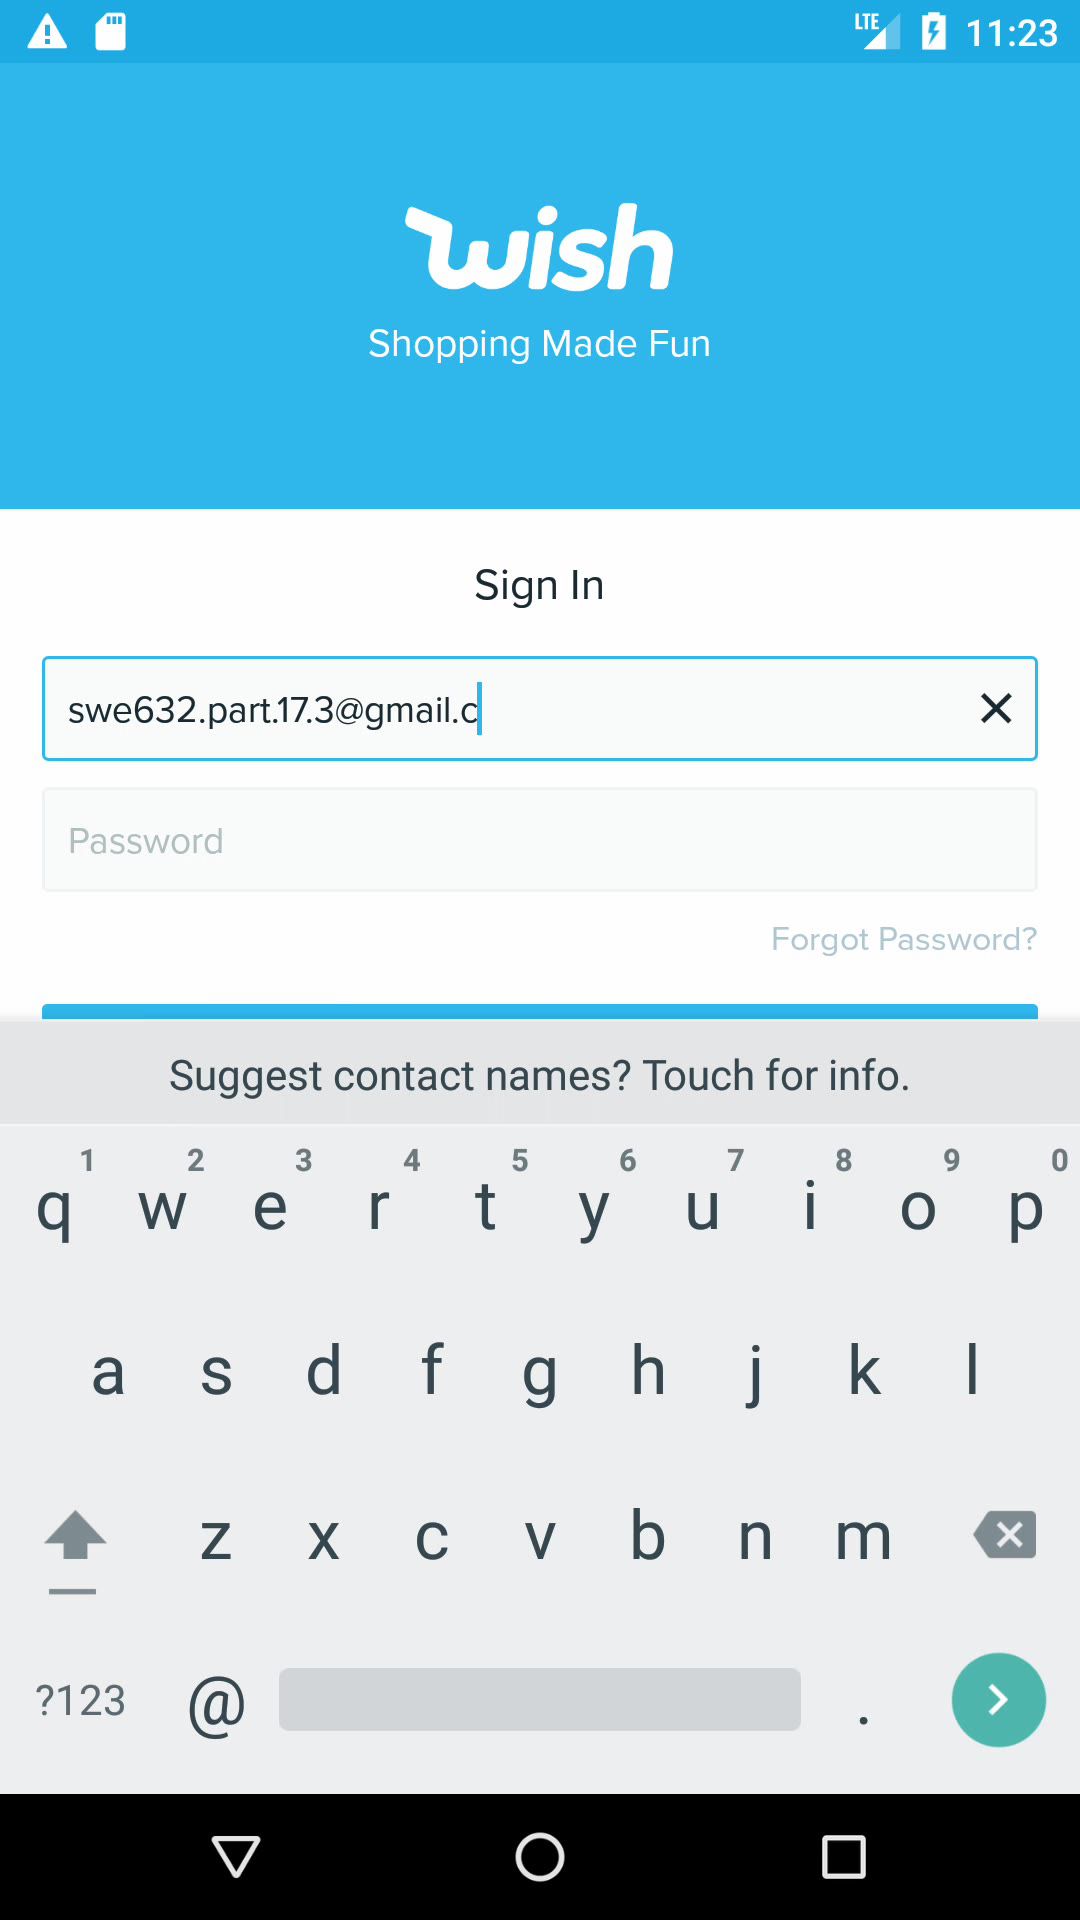 LTE 11:23
wish
Shopping Made Fun
Sign In
swe632.part.17.3@gmail.c
Password
Forgot Password?
Suggest contact names? Touch for info.
1 2 3 4 5 6 7 8 9 0
q w e r t y u i o p
a s d f g h j k l
z x c v b n m
?123 @ .